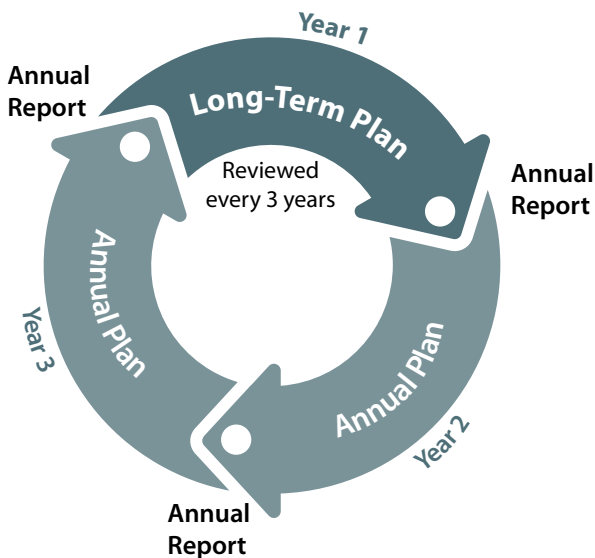 Year 1
Annual
Report
Long-Term Plan
Reviewed
every 3 years
Annual
Report
Annual Plan
Year 2
Annual
Report
Annual Plan
Year 3